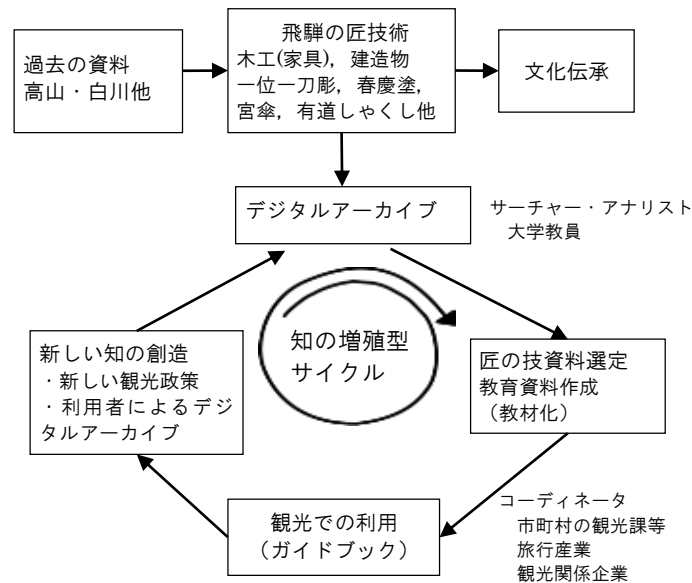 過去の資料
高山・白川他
飛騨の匠技術
木工(家具)，建造物
一位一刀彫，春慶塗，
宮傘，有道しゃくし他
文化伝承
デジタルアーカイブ
サーチャー・アナリスト
大学教員
新しい知の創造
・新しい観光政策
・利用者によるデジ
タルアーカイブ
知の増殖型
サイクル
匠の技資料選定
教育資料作成
（教材化）
観光での利用
（ガイドブック）
コーディネータ
市町村の観光課等
旅行産業
観光関係企業